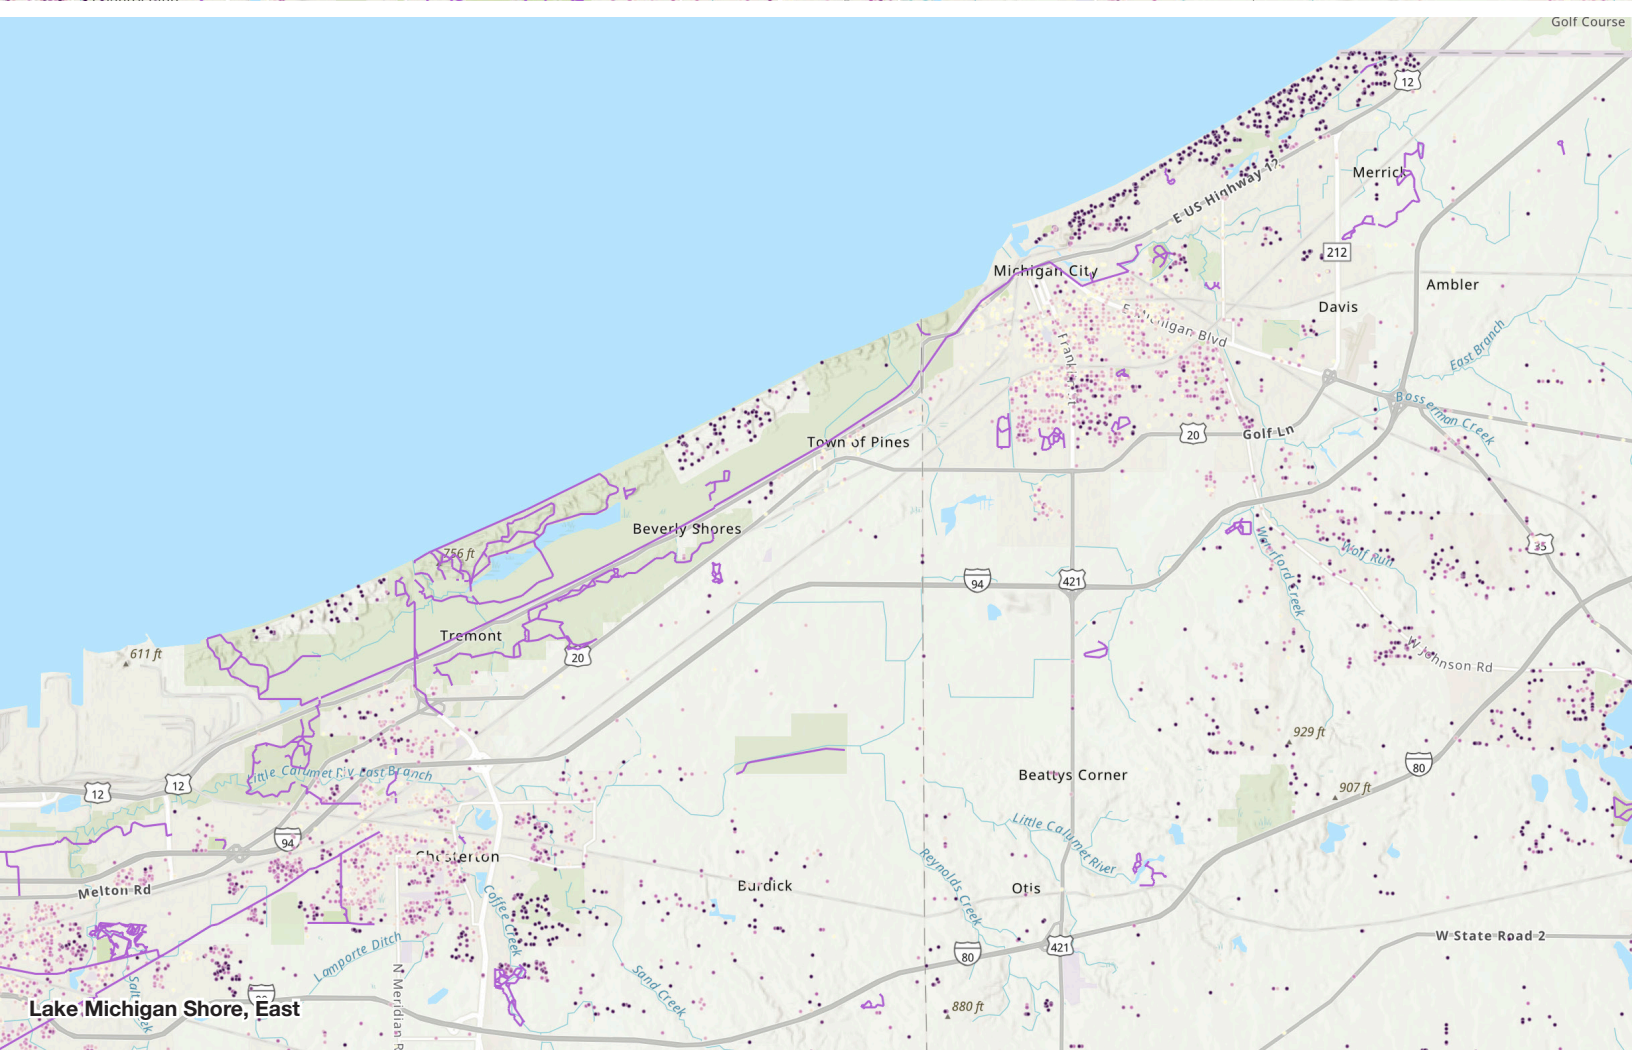 Golf Course
12
E US Highway 12
Merrick
212
Michigan City
Ambler
Davis
E Michigan Blvd
East Branch
Franklin St
Bosserman Creek
Town of Pines
20
Golf Ln
Beverly Shores
756 ft
Waterford Creek
Wolf Run
35
94
421
Tremont
611 ft
20
W Johnson Rd
929 ft
80
Little Calumet Riv East Branch
12
12
Beattys Corner
907 ft
94
Little Calumet River
Chesterton
Melton Rd
Burdick
Reynolds Creek
Otis
Coffee Creek
Lamporte Ditch
421
W State Road 2
80
N Meridian R
Sand Creek
880 ft
Lake Michigan Shore, East